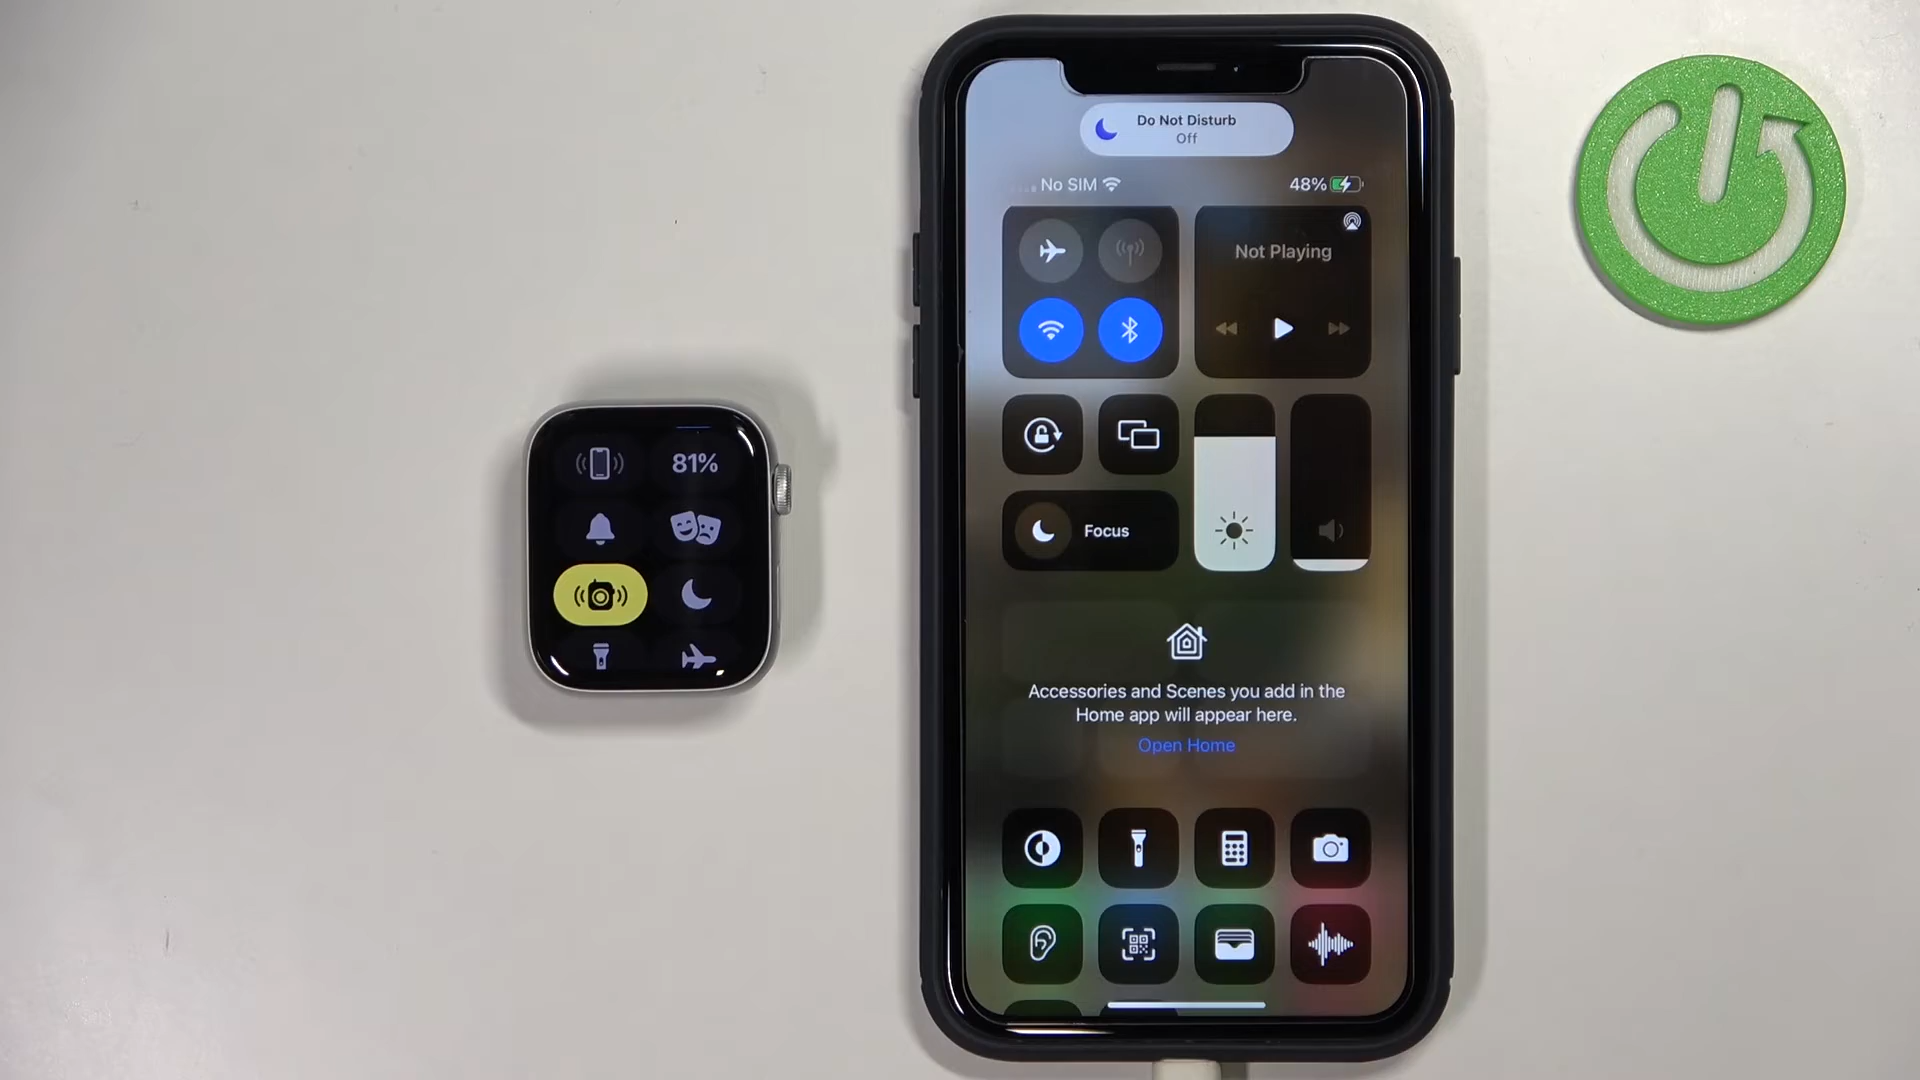 Do Not Disturb
Off
No SIM
48%
Not Playing
81%
Focus
Accessories and Scenes you add in the
Home app will appear here.
Open Home